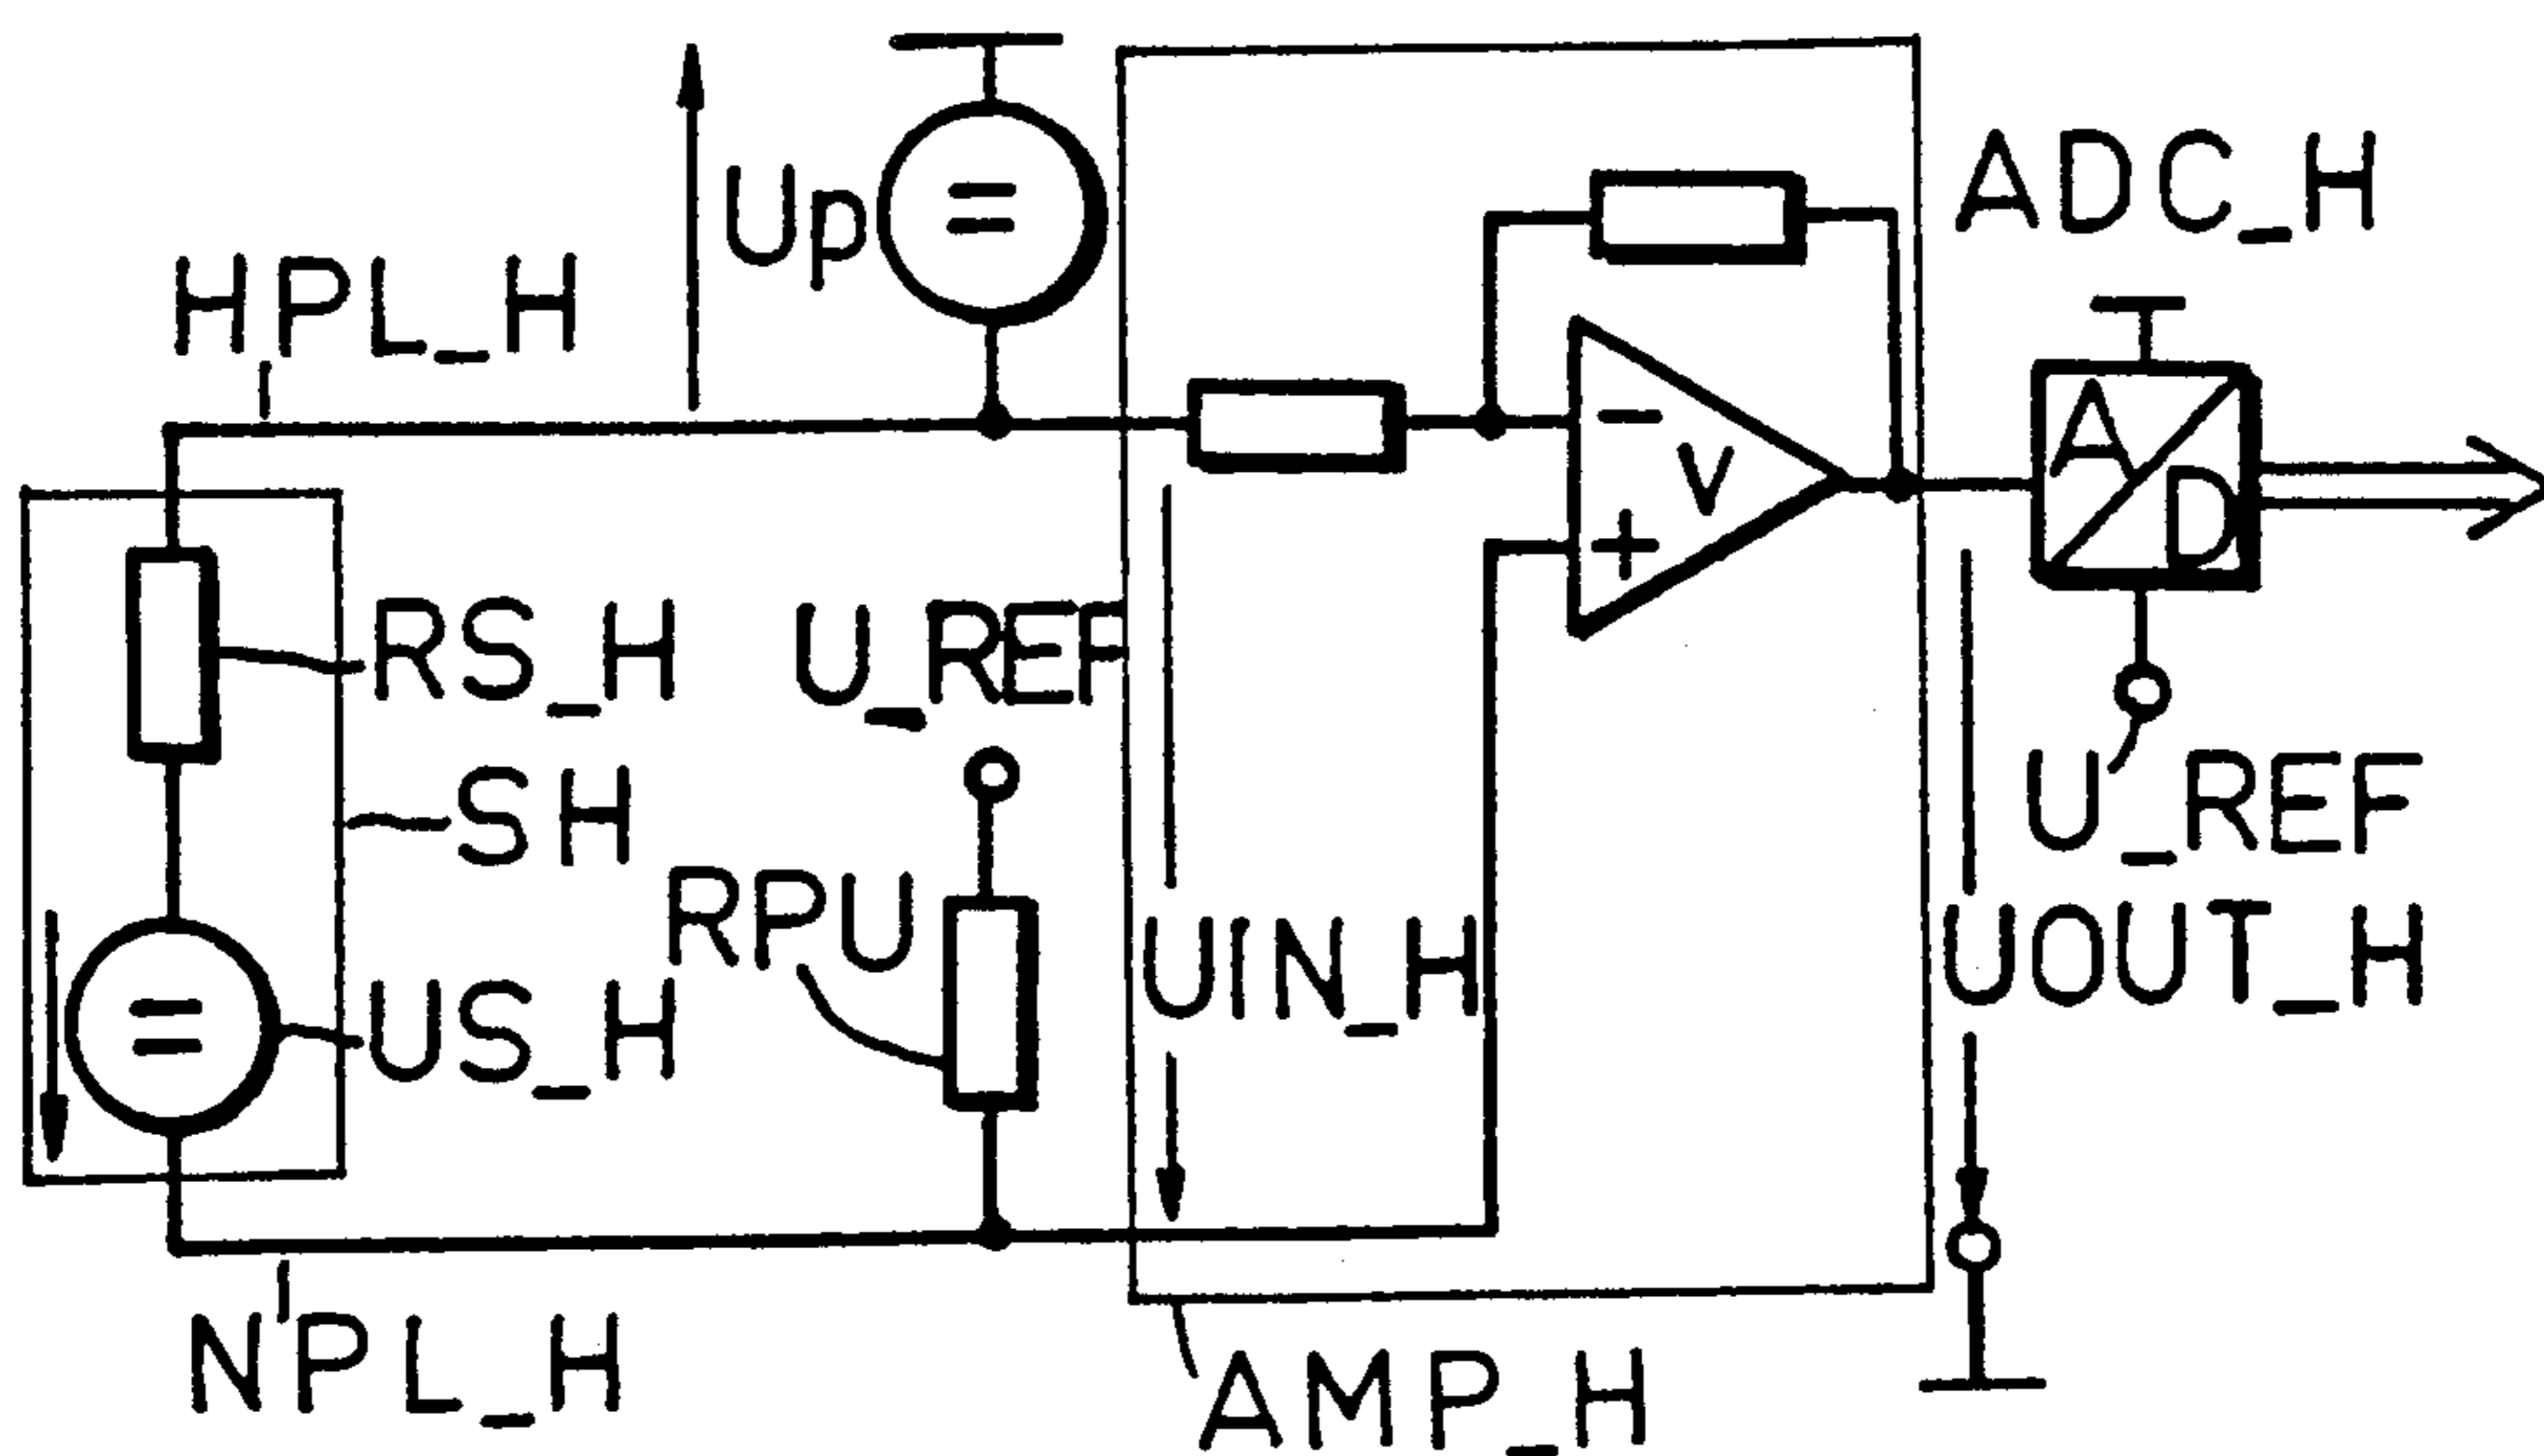 ADC_H
Up
HPL_H
=
-
V
+
A
D
RS_H
U_REF
SH
U_REF
RPU
UIN_H
UOUT_H
=
US_H
NPL_H
AMP_H